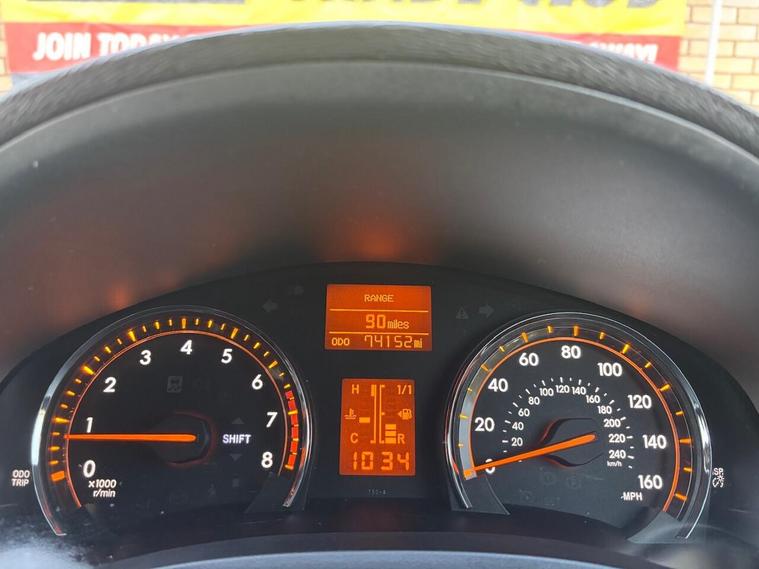 JOIN TODAY
AWAY!
RANGE
90 miles
ODO 74152 mi
H 1/1
C R
1034
0 1 2 3 4 5 6 7 8
x1000
r/min
SHIFT
ODO
TRIP
0 20 40 60 80 100 120 140 160
MPH
20 40 60 80 100 120 140 160 180 200 220 240
km/h